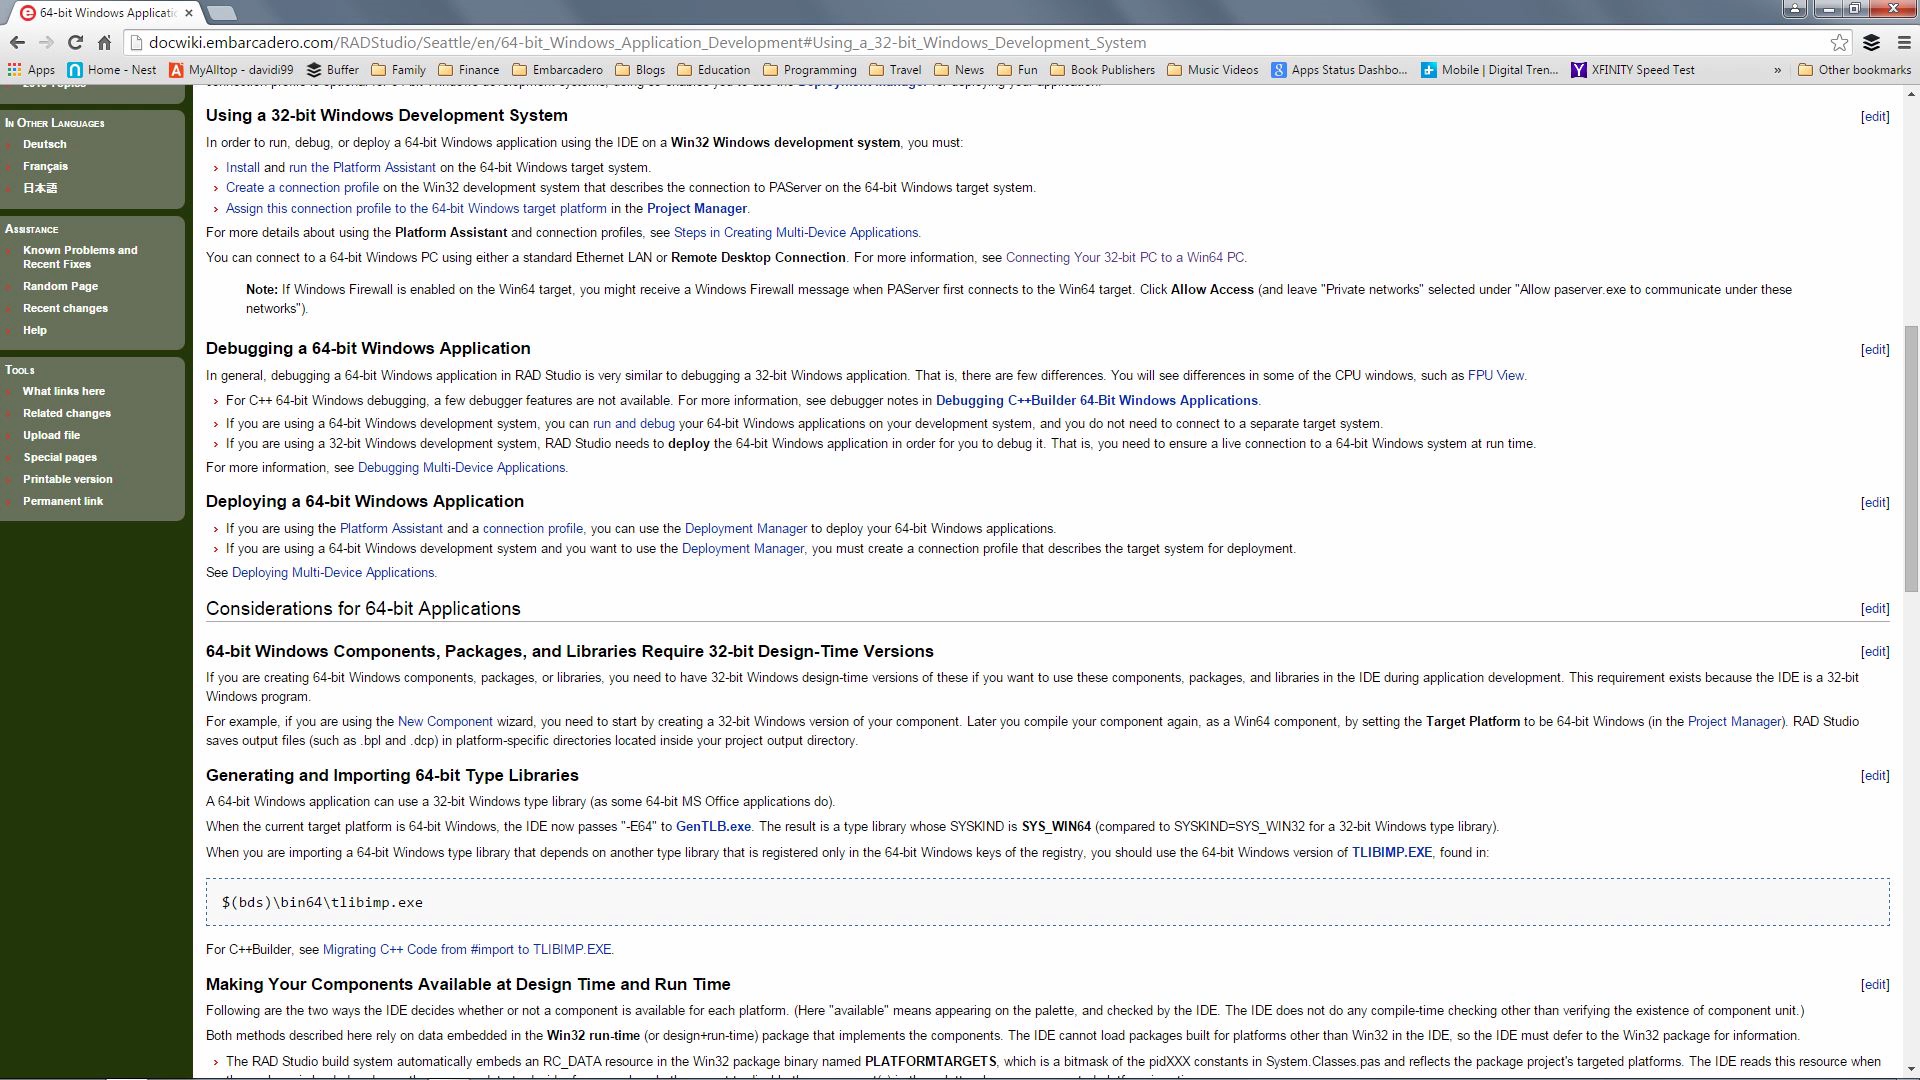 64-bit Windows Applicatio
docwiki.embarcadero.com/RADStudio/Seattle/en/64-bit_Windows_Application_Development#Using_a_32-bit_Windows_Development_System
Apps Home - Nest MyAlltop - davidi99 Buffer Family Finance Embarcadero Blogs Education Programming Travel News Fun Book Publishers Music Videos Apps Status Dashbo... Mobile | Digital Tren... XFINITY Speed Test » Other bookmarks
2010 Topics
In Other Languages
Deutsch
Français
日本語
Assistance
Known Problems and
Recent Fixes
Random Page
Recent changes
Help
Tools
What links here
Related changes
Upload file
Special pages
Printable version
Permanent link
Using a 32-bit Windows Development System [edit]
In order to run, debug, or deploy a 64-bit Windows application using the IDE on a Win32 Windows development system, you must:
› Install and run the Platform Assistant on the 64-bit Windows target system.
› Create a connection profile on the Win32 development system that describes the connection to PAServer on the 64-bit Windows target system.
› Assign this connection profile to the 64-bit Windows target platform in the Project Manager.
For more details about using the Platform Assistant and connection profiles, see Steps in Creating Multi-Device Applications.
You can connect to a 64-bit Windows PC using either a standard Ethernet LAN or Remote Desktop Connection. For more information, see Connecting Your 32-bit PC to a Win64 PC.
Note: If Windows Firewall is enabled on the Win64 target, you might receive a Windows Firewall message when PAServer first connects to the Win64 target. Click Allow Access (and leave "Private networks" selected under "Allow paserver.exe to communicate under these
networks").
Debugging a 64-bit Windows Application [edit]
In general, debugging a 64-bit Windows application in RAD Studio is very similar to debugging a 32-bit Windows application. That is, there are few differences. You will see differences in some of the CPU windows, such as FPU View.
› For C++ 64-bit Windows debugging, a few debugger features are not available. For more information, see debugger notes in Debugging C++Builder 64-Bit Windows Applications.
› If you are using a 64-bit Windows development system, you can run and debug your 64-bit Windows applications on your development system, and you do not need to connect to a separate target system.
› If you are using a 32-bit Windows development system, RAD Studio needs to deploy the 64-bit Windows application in order for you to debug it. That is, you need to ensure a live connection to a 64-bit Windows system at run time.
For more information, see Debugging Multi-Device Applications.
Deploying a 64-bit Windows Application [edit]
› If you are using the Platform Assistant and a connection profile, you can use the Deployment Manager to deploy your 64-bit Windows applications.
› If you are using a 64-bit Windows development system and you want to use the Deployment Manager, you must create a connection profile that describes the target system for deployment.
See Deploying Multi-Device Applications.
Considerations for 64-bit Applications [edit]
64-bit Windows Components, Packages, and Libraries Require 32-bit Design-Time Versions [edit]
If you are creating 64-bit Windows components, packages, or libraries, you need to have 32-bit Windows design-time versions of these if you want to use these components, packages, and libraries in the IDE during application development. This requirement exists because the IDE is a 32-bit
Windows program.
For example, if you are using the New Component wizard, you need to start by creating a 32-bit Windows version of your component. Later you compile your component again, as a Win64 component, by setting the Target Platform to be 64-bit Windows (in the Project Manager). RAD Studio
saves output files (such as .bpl and .dcp) in platform-specific directories located inside your project output directory.
Generating and Importing 64-bit Type Libraries [edit]
A 64-bit Windows application can use a 32-bit Windows type library (as some 64-bit MS Office applications do).
When the current target platform is 64-bit Windows, the IDE now passes "-E64" to GenTLB.exe. The result is a type library whose SYSKIND is SYS_WIN64 (compared to SYSKIND=SYS_WIN32 for a 32-bit Windows type library).
When you are importing a 64-bit Windows type library that depends on another type library that is registered only in the 64-bit Windows keys of the registry, you should use the 64-bit Windows version of TLIBIMP.EXE, found in:
$(bds)\bin64\tlibimp.exe
For C++Builder, see Migrating C++ Code from #import to TLIBIMP.EXE.
Making Your Components Available at Design Time and Run Time [edit]
Following are the two ways the IDE decides whether or not a component is available for each platform. (Here "available" means appearing on the palette, and checked by the IDE. The IDE does not do any compile-time checking other than verifying the existence of component unit.)
Both methods described here rely on data embedded in the Win32 run-time (or design+run-time) package that implements the components. The IDE cannot load packages built for platforms other than Win32 in the IDE, so the IDE must defer to the Win32 package for information.
› The RAD Studio build system automatically embeds an RC_DATA resource in the Win32 package binary named PLATFORMTARGETS, which is a bitmask of the pidXXX constants in System.Classes.pas and reflects the package project's targeted platforms. The IDE reads this resource when